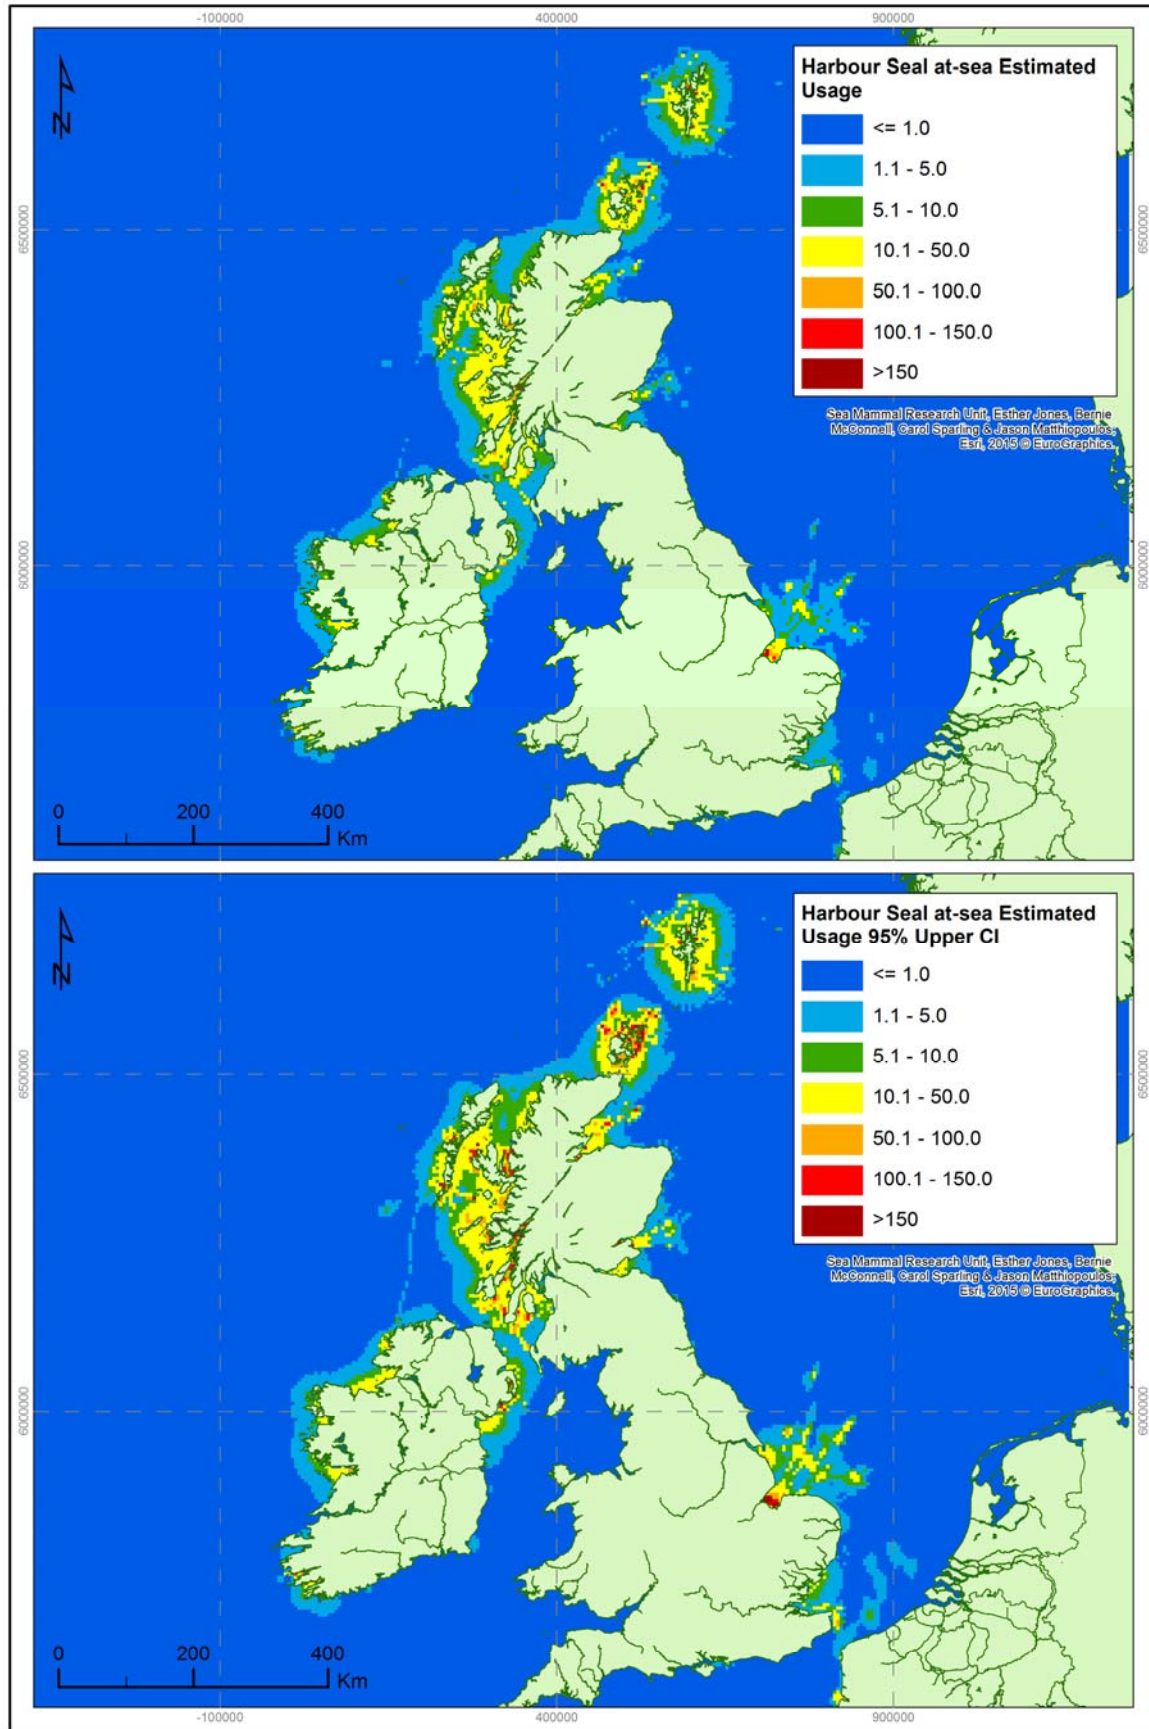 -100000 400000 900000
Harbour Seal at-sea Estimated
Usage
<= 1.0
1.1 - 5.0
5.1 - 10.0
10.1 - 50.0
50.1 - 100.0
100.1 - 150.0
>150
N
6500000 6500000
Sea Mammal Research Unit, Esther Jones, Bernie
McConnell, Carol Sparling & Jason Matthiopoulos.
Esri, 2015 © EuroGraphics
6000000 6000000
0 200 400
Km
Harbour Seal at-sea Estimated
Usage 95% Upper CI
<= 1.0
1.1 - 5.0
5.1 - 10.0
10.1 - 50.0
50.1 - 100.0
100.1 - 150.0
>150
N
6500000 6500000
Sea Mammal Research Unit, Esther Jones, Bernie
McConnell, Carol Sparling & Jason Matthiopoulos.
Esri, 2015 © EuroGraphics
6000000 6000000
0 200 400
Km
-100000 400000 900000